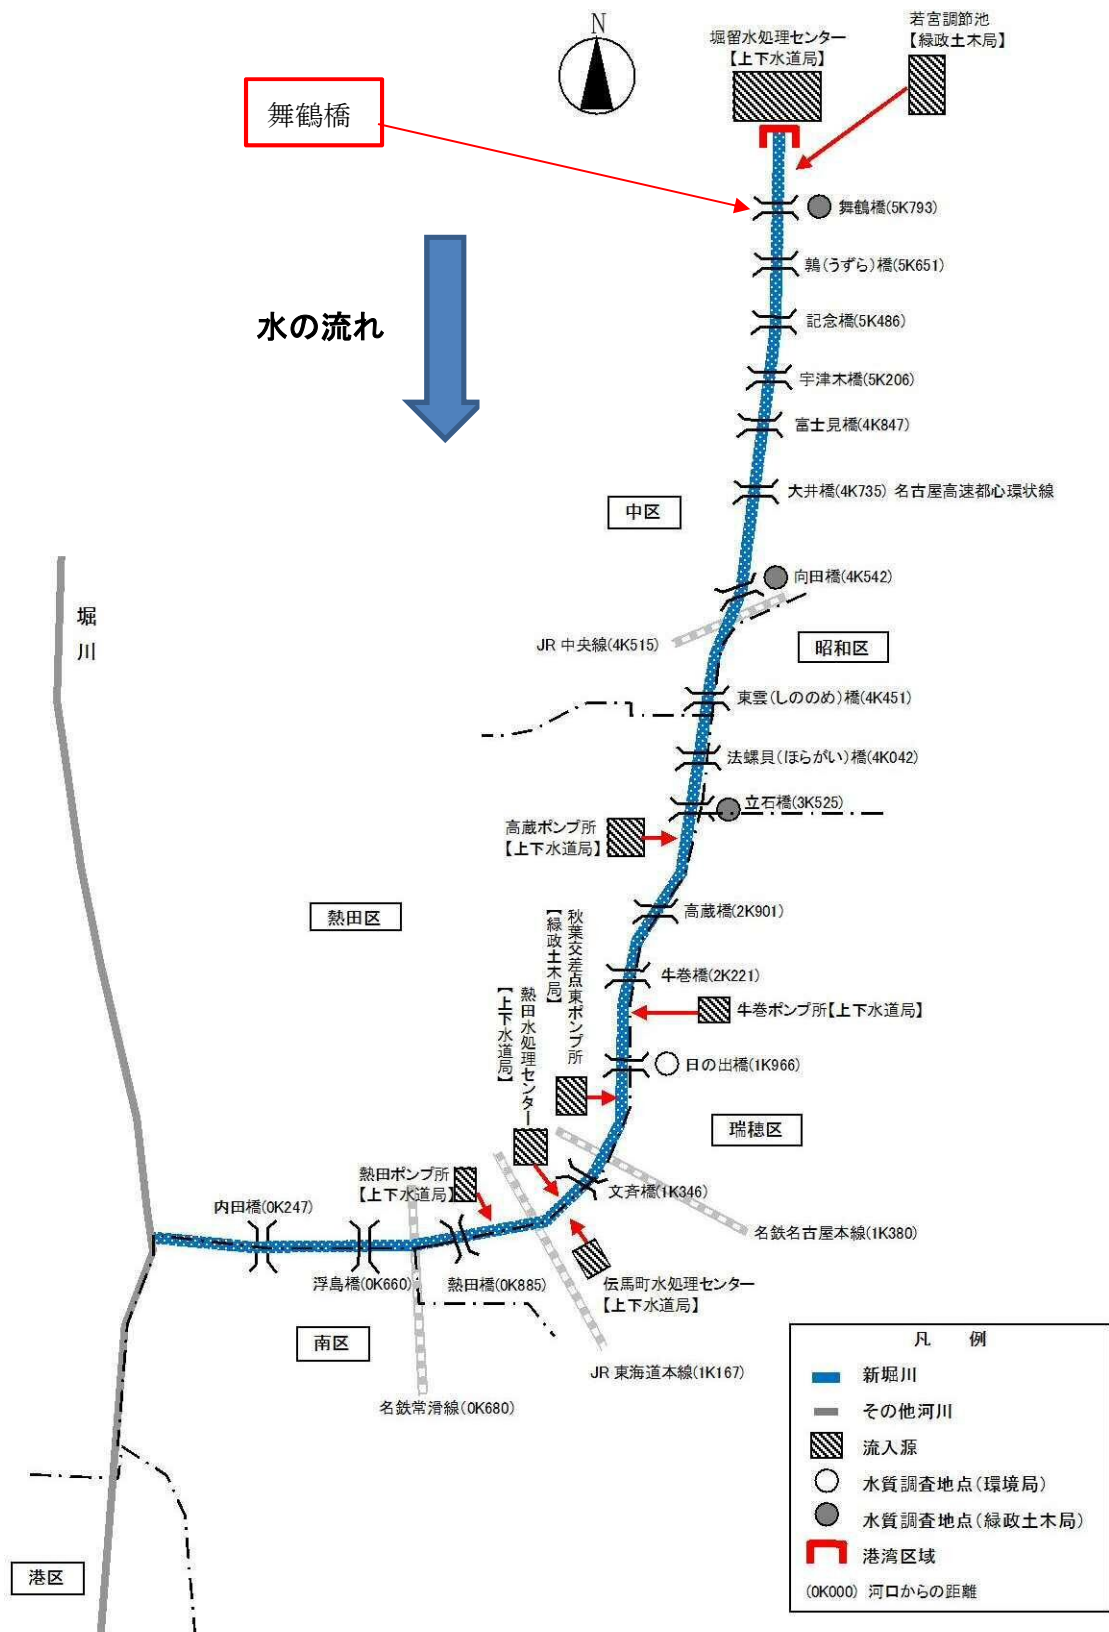 N
堀留水処理センター
【上下水道局】
若宮調節池
【緑政土木局】
舞鶴橋
舞鶴橋(5K793)
鶉(うずら)橋(5K651)
水の流れ
記念橋(5K486)
宇津木橋(5K206)
富士見橋(4K847)
大井橋(4K735) 名古屋高速都心環状線
中区
向田橋(4K542)
堀
川
JR 中央線(4K515)
昭和区
東雲(しののめ)橋(4K451)
法螺貝(ほらがい)橋(4K042)
立石橋(3K525)
高蔵ポンプ所
【上下水道局】
熱田区
高蔵橋(2K901)
秋葉交差点東ポンプ所
【緑政土木局】
牛巻橋(2K221)
熱田水処理センター
【上下水道局】
牛巻ポンプ所【上下水道局】
日の出橋(1K966)
瑞穂区
熱田ポンプ所
【上下水道局】
文斉橋(1K346)
内田橋(0K247)
名鉄名古屋本線(1K380)
浮島橋(0K660)
熱田橋(0K885)
伝馬町水処理センター
【上下水道局】
南区
JR 東海道本線(1K167)
名鉄常滑線(0K680)
凡 例
新堀川
その他河川
流入源
水質調査地点(環境局)
水質調査地点(緑政土木局)
港湾区域
(0K000) 河口からの距離
港区